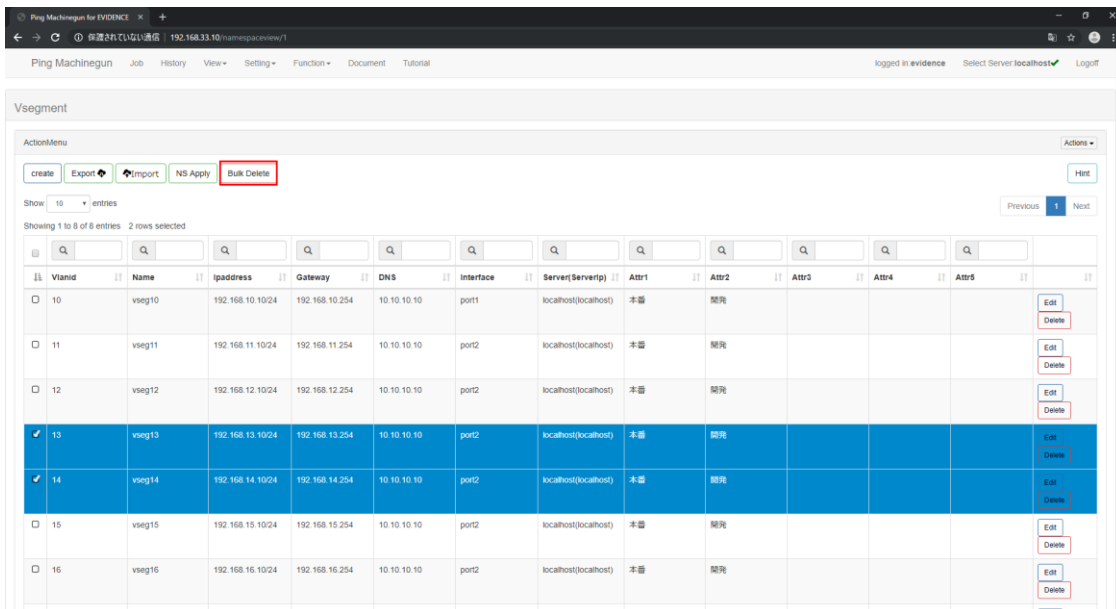 Ping Machinegun for EVIDENCE × +
保護されていない通信 | 192.168.33.10/namespaceview/1
Ping Machinegun Job History View Setting Function Document Tutorial logged in:evidence Select Server:localhost✔ Logoff
Vsegment
ActionMenu Actions
create Export Import NS Apply Bulk Delete Hint
Show 10 entries Previous 1 Next
Showing 1 to 8 of 8 entries 2 rows selected
Vlanid Name Ipaddress Gateway DNS Interface Server(Serverip) Attr1 Attr2 Attr3 Attr4 Attr5
10 vseg10 192.168.10.10/24 192.168.10.254 10.10.10.10 port1 localhost(localhost) 本番 開発 Edit
Delete
11 vseg11 192.168.11.10/24 192.168.11.254 10.10.10.10 port2 localhost(localhost) 本番 開発 Edit
Delete
12 vseg12 192.168.12.10/24 192.168.12.254 10.10.10.10 port2 localhost(localhost) 本番 開発 Edit
Delete
13 vseg13 192.168.13.10/24 192.168.13.254 10.10.10.10 port2 localhost(localhost) 本番 開発 Edit
Delete
14 vseg14 192.168.14.10/24 192.168.14.254 10.10.10.10 port2 localhost(localhost) 本番 開発 Edit
Delete
15 vseg15 192.168.15.10/24 192.168.15.254 10.10.10.10 port2 localhost(localhost) 本番 開発 Edit
Delete
16 vseg16 192.168.16.10/24 192.168.16.254 10.10.10.10 port2 localhost(localhost) 本番 開発 Edit
Delete